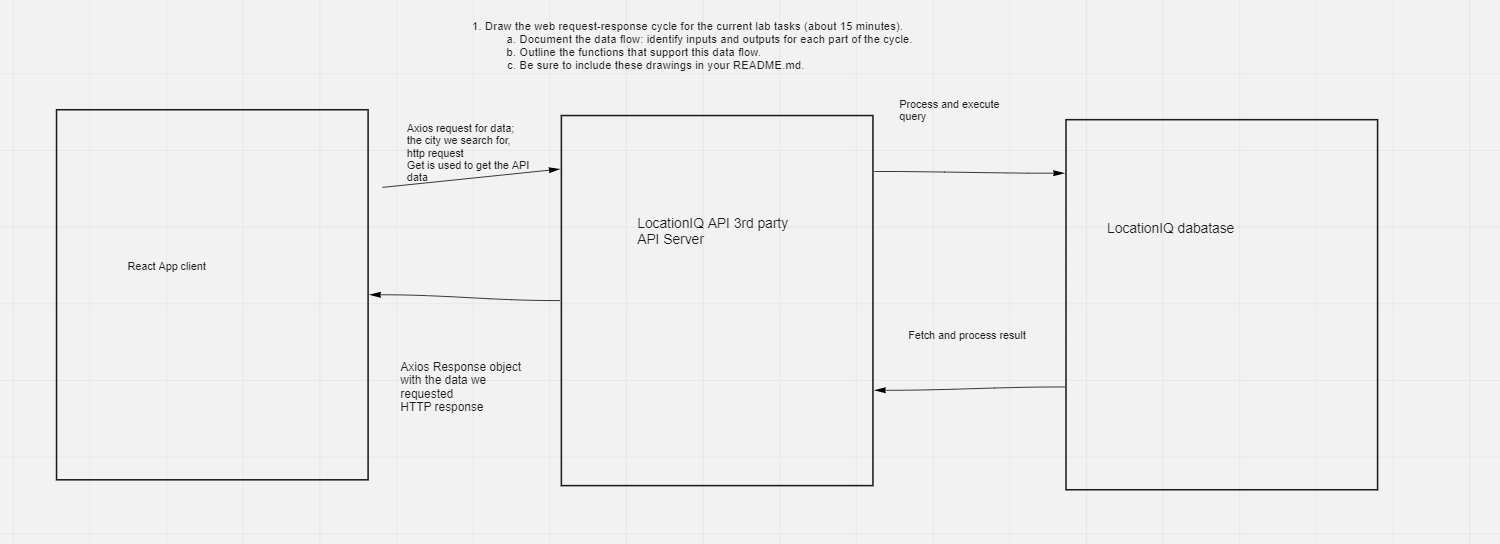 1. Draw the web request-response cycle for the current lab tasks (about 15 minutes).
a. Document the data flow: identify inputs and outputs for each part of the cycle.
b. Outline the functions that support this data flow.
c. Be sure to include these drawings in your README.md.
Process and execute
query
Axios request for data;
the city we search for,
http request
Get is used to get the API
data
LocationIQ API 3rd party
API Server
LocationIQ dabatase
React App client
Fetch and process result
Axios Response object
with the data we
requested
HTTP response